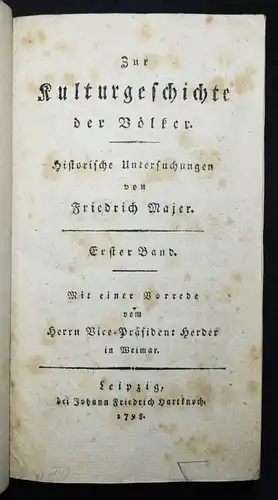 Zur
Kulturgeschichte
der Völker.
Historische Untersuchungen
von
Friedrich Majer.
Erster Band.
Mit einer Vorrede
vom
Herrn Vice-Präsident Herder
in Weimar.
Leipzig,
bei Johann Friedrich Hartknoch.
1798.